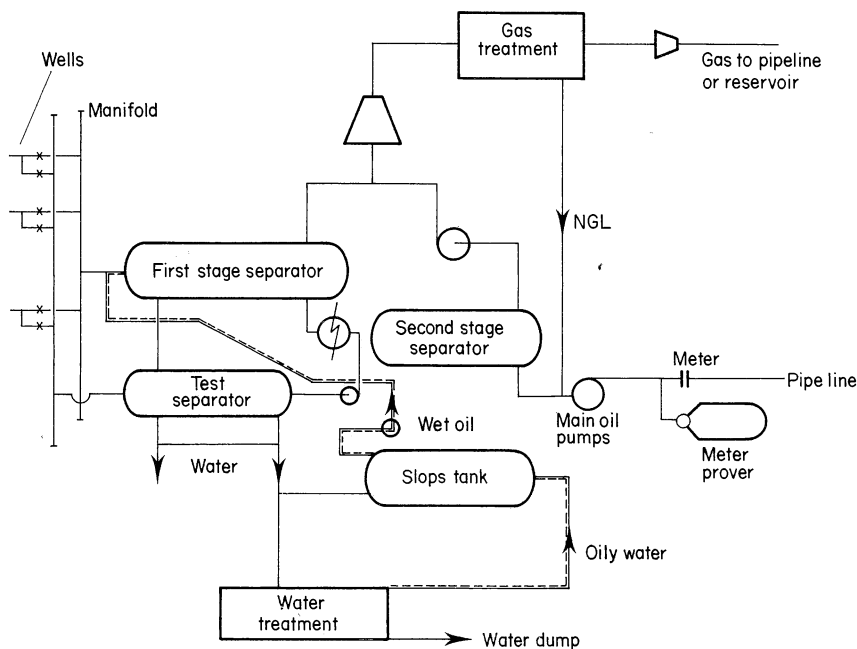 Gas
treatment
Wells
Gas to pipeline
or reservoir
Manifold
NGL
First stage separator
Second stage
separator
Meter
Pipe line
Test
separator
Main oil
pumps
Wet oil
Meter
prover
Water
Slops tank
Oily water
Water
treatment
Water dump